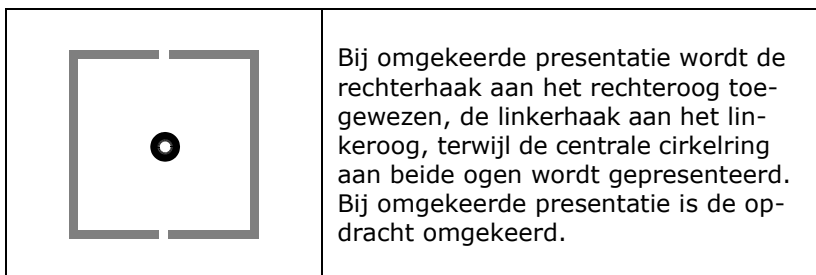 Bij omgekeerde presentatie wordt de
rechterhaak aan het rechteroog toe-
gewezen, de linkerhaak aan het lin-
keroog, terwijl de centrale cirkelring
aan beide ogen wordt gepresenteerd.
Bij omgekeerde presentatie is de op-
dracht omgekeerd.